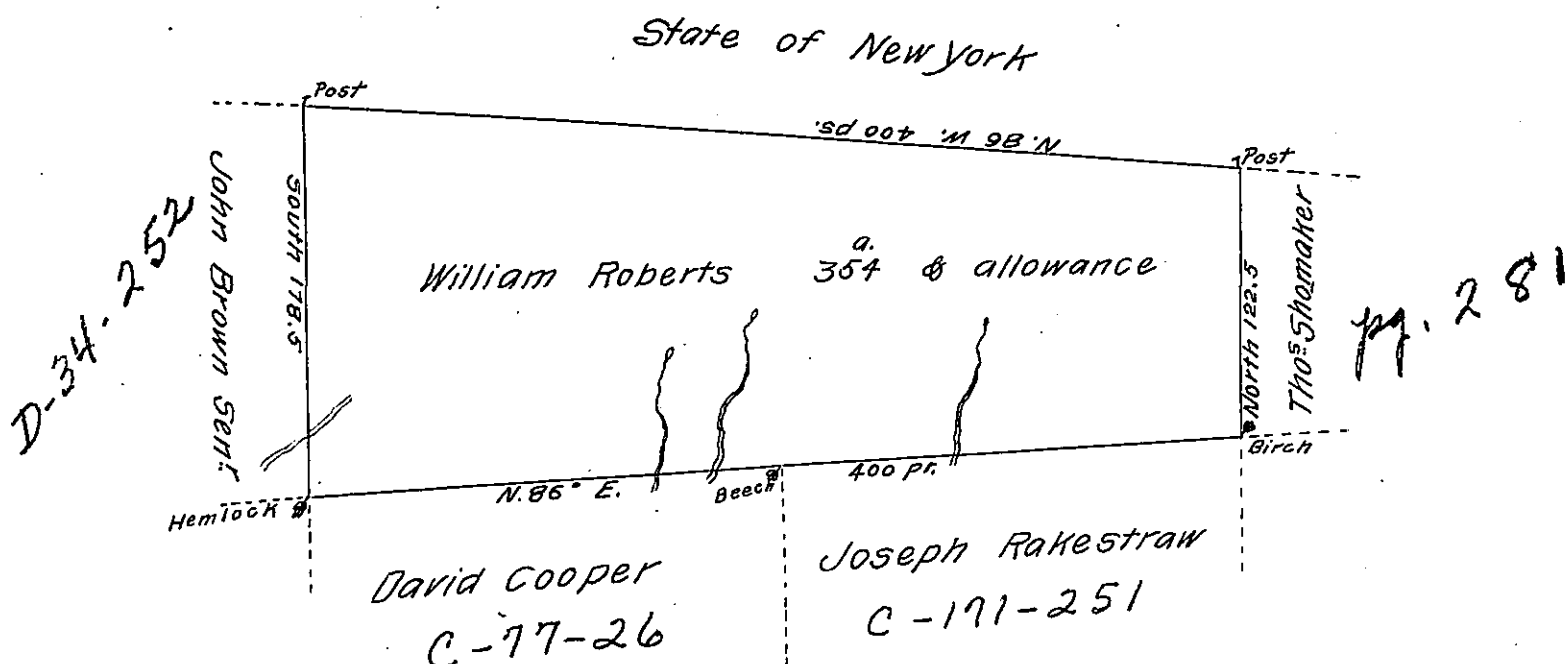 State of New York
Post
N. 86 W. 400 ps.
Post
D-34-252
John Brown Senr.
South 178.5
William Roberts 354 a. & allowance
North 122.5
Thos. Shomaker
pg. 281
Hemlock
N. 86° E.
Beech
400 pr.
Birch
David Cooper
C-77-26
Joseph Rakestraw
C-171-251